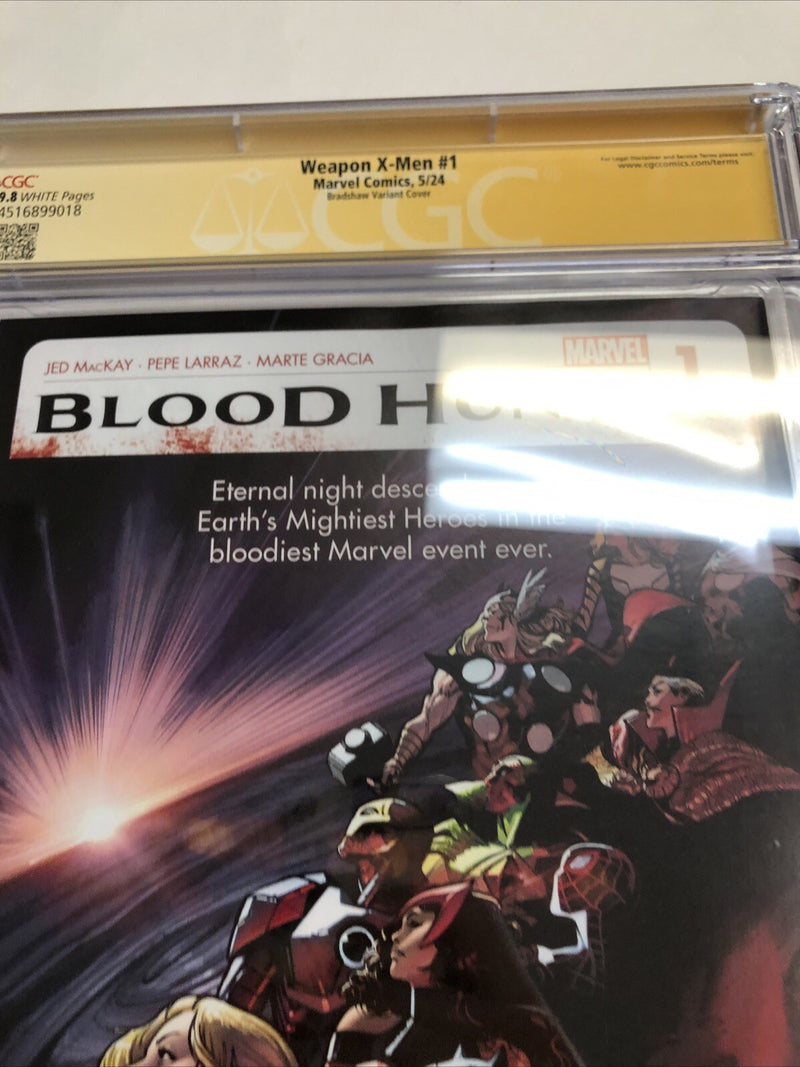 Weapon X-Men #1
Marvel Comics, 5/24
Bradshaw Variant Cover
For Legal Disclaimer and Service Terms please visit:
www.cgccomics.com/terms
CGC
9.8 WHITE Pages
4516899018
CGC
JED MACKAY · PEPE LARRAZ · MARTE GRACIA
MARVEL
1
BLOOD
Eternal night
Earth's Mightiest Heroes in the
bloodiest Marvel event ever.